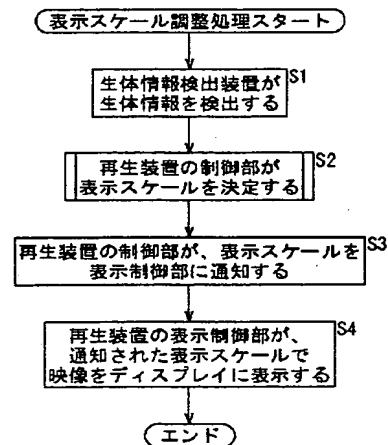 表示スケール調整処理スタート
生体情報検出装置が
生体情報を検出する
S1
再生装置の制御部が
表示スケールを決定する
S2
再生装置の制御部が、表示スケールを
表示制御部に通知する
S3
再生装置の表示制御部が、
通知された表示スケールで
映像をディスプレイに表示する
S4
エンド